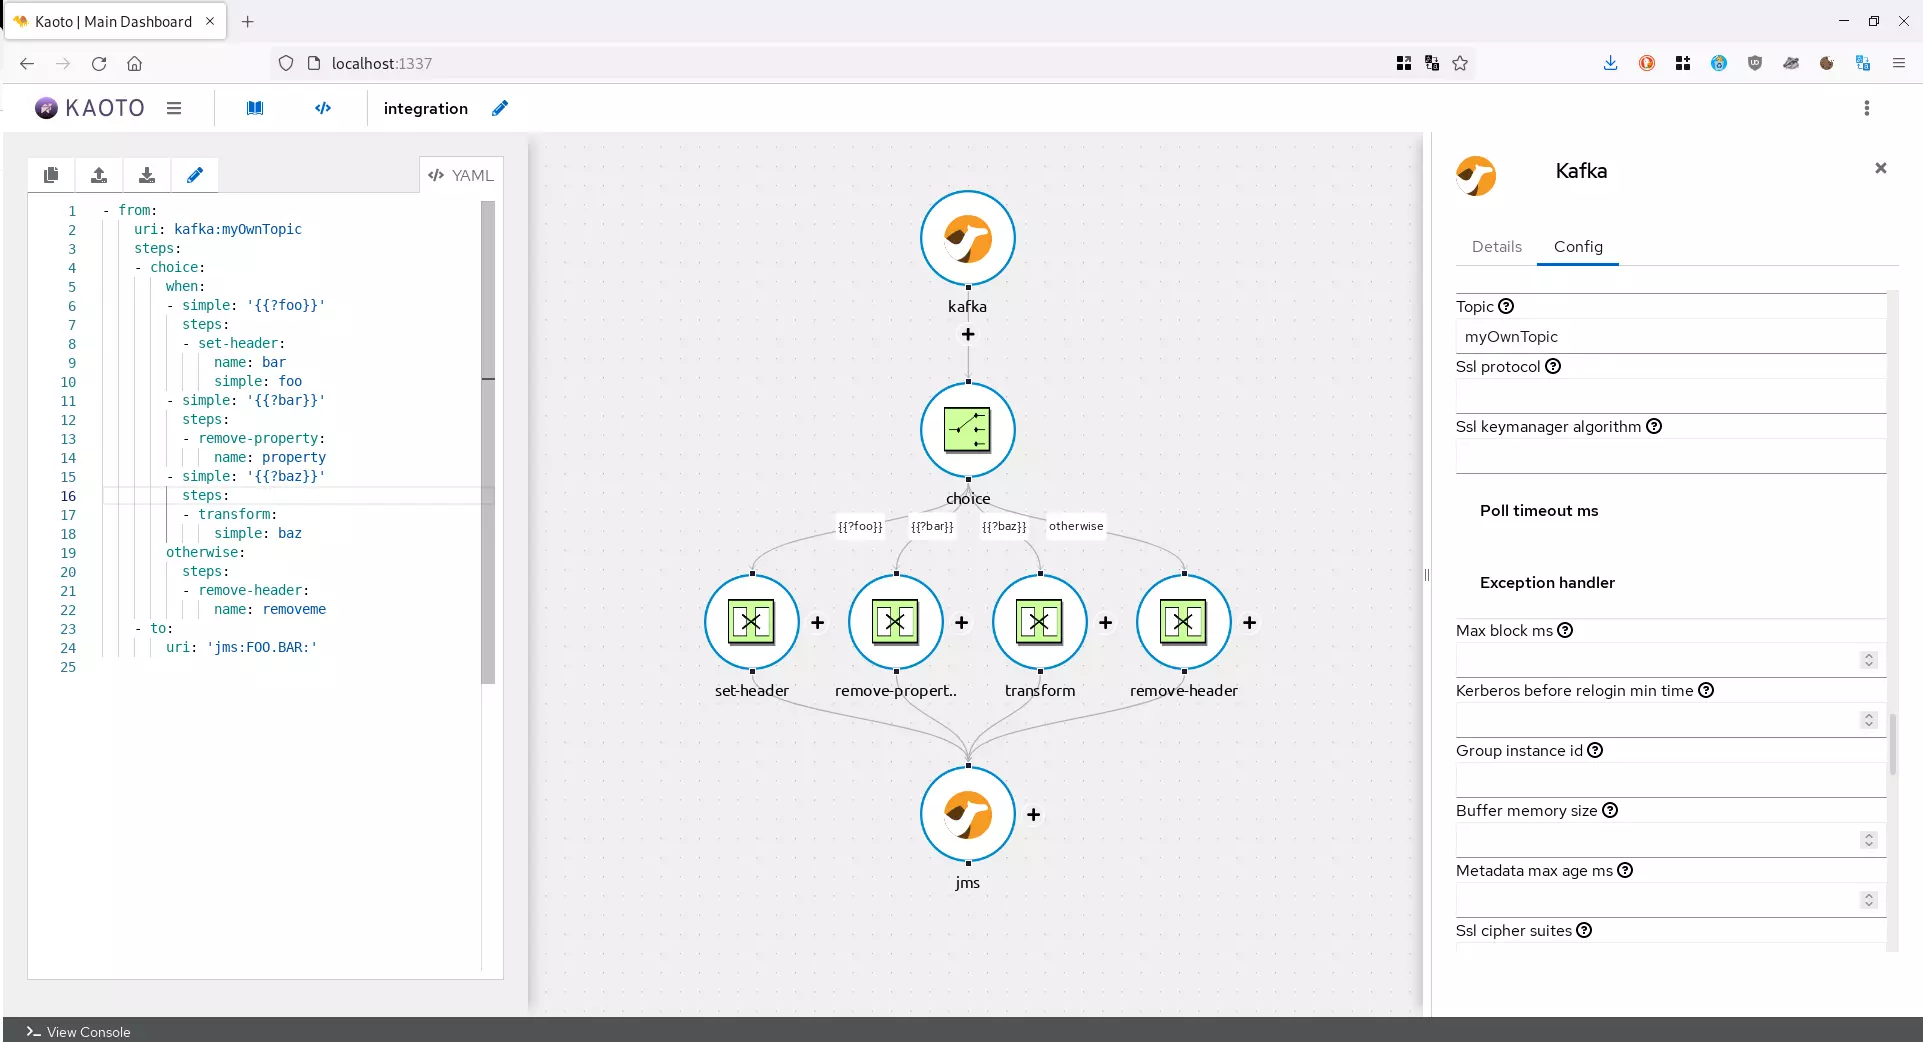 Kaoto | Main Dashboard
localhost:1337
KAOTO
integration
YAML
1 - from:
2 uri: kafka:myOwnTopic
3 steps:
4 - choice:
5 when:
6 - simple: '{{?foo}}'
7 steps:
8 - set-header:
9 name: bar
10 simple: foo
11 - simple: '{{?bar}}'
12 steps:
13 - remove-property:
14 name: property
15 - simple: '{{?baz}}'
16 steps:
17 - transform:
18 simple: baz
19 otherwise:
20 steps:
21 - remove-header:
22 name: removeme
23 - to:
24 uri: 'jms:FOO.BAR:'
25
kafka
choice
{{?foo}} {{?bar}} {{?baz}} otherwise
set-header remove-propert.. transform remove-header
jms
Kafka
Details Config
Topic
myOwnTopic
Ssl protocol
Ssl keymanager algorithm
Poll timeout ms
Exception handler
Max block ms
Kerberos before relogin min time
Group instance id
Buffer memory size
Metadata max age ms
Ssl cipher suites
View Console